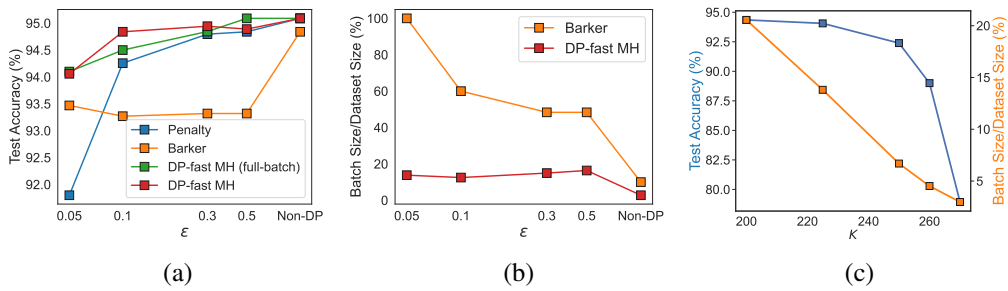 Test Accuracy (%)
95.0
94.5
94.0
93.5
93.0
92.5
92.0
Penalty
Barker
DP-fast MH (full-batch)
DP-fast MH
0.05
0.1
0.3
0.5
Non-DP
ε
(a)
Batch Size/Dataset Size (%)
100
80
60
40
20
0
Barker
DP-fast MH
0.05
0.1
0.3
0.5
Non-DP
ε
(b)
Test Accuracy (%)
95.0
92.5
90.0
87.5
85.0
82.5
80.0
200
220
240
260
K
20
15
10
5
Batch Size/Dataset Size (%)
(c)